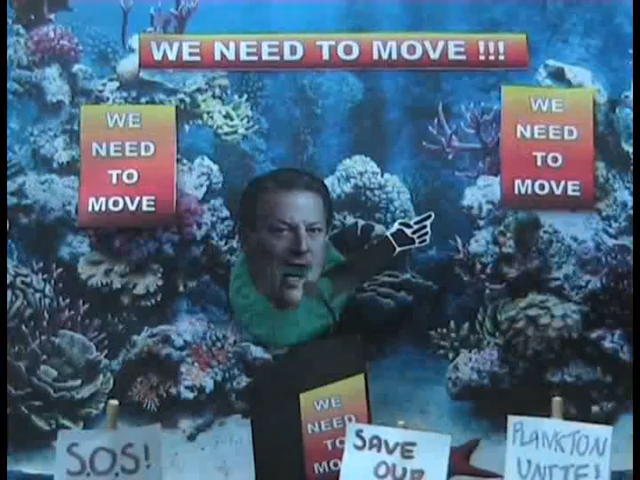 WE NEED TO MOVE !!!
WE
NEED
TO
MOVE
WE
NEED
TO
MOVE
WE
NEED
TO
MO
S.O.S!
SAVE
OUR
PLANKTON
UNITE!